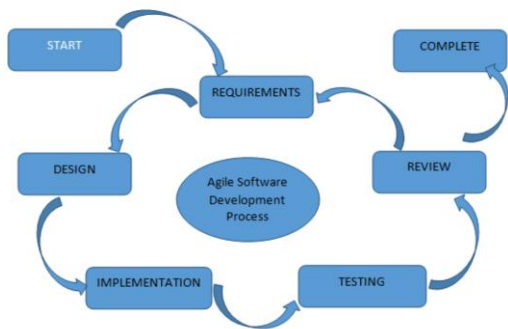 START
COMPLETE
REQUIREMENTS
DESIGN
REVIEW
Agile Software
Development
Process
IMPLEMENTATION
TESTING